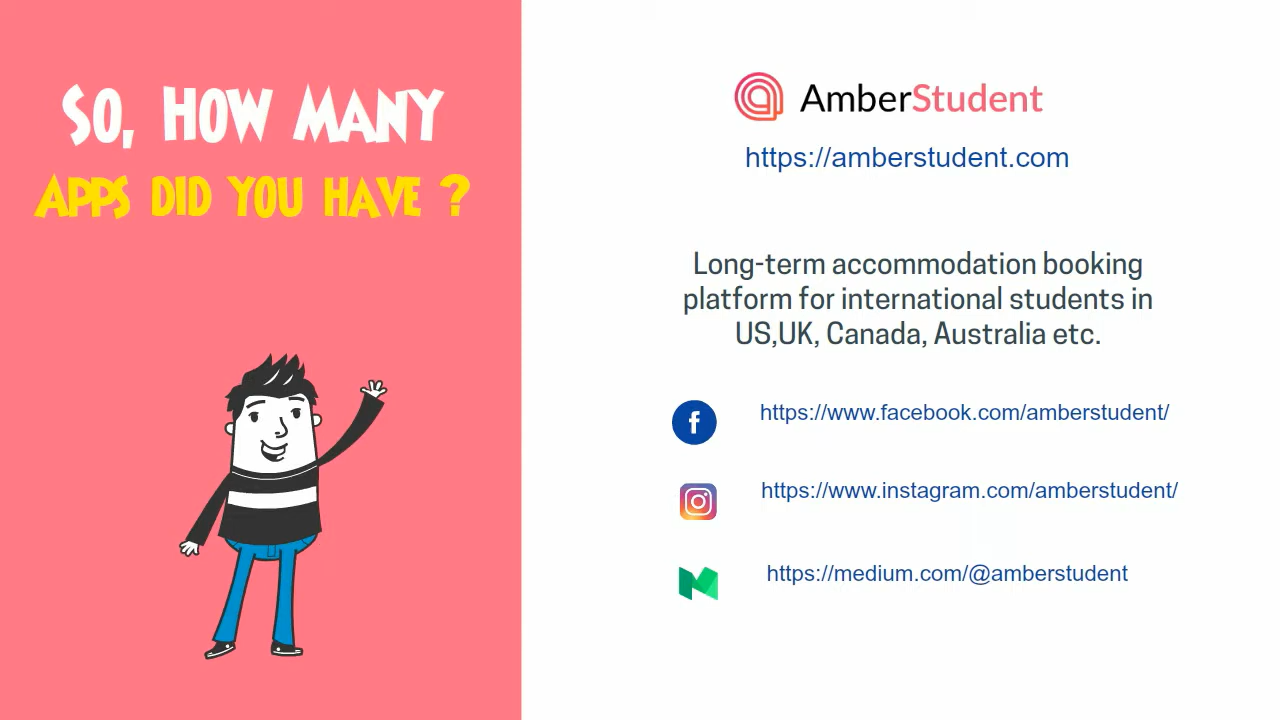 SO, HOW MANY
APPS DID YOU HAVE ?
AmberStudent
https://amberstudent.com
Long-term accommodation booking
platform for international students in
US,UK, Canada, Australia etc.
https://www.facebook.com/amberstudent/
https://www.instagram.com/amberstudent/
https://medium.com/@amberstudent